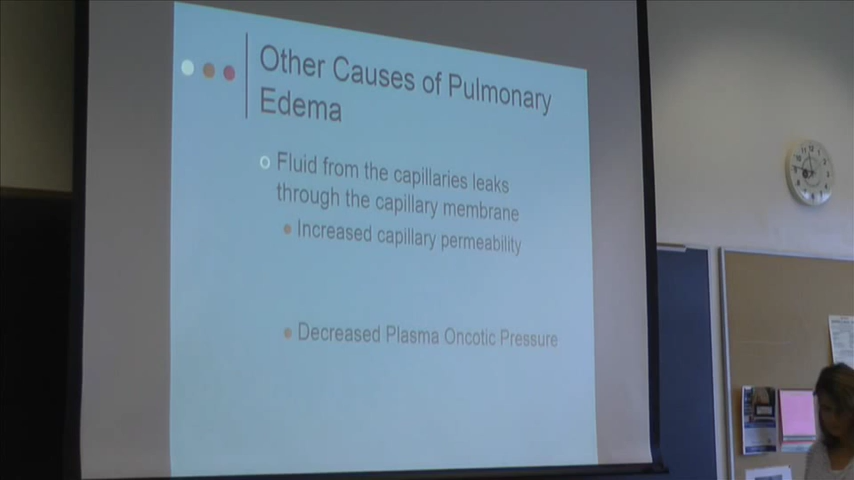 Other Causes of Pulmonary
Edema
Fluid from the capillaries leaks
through the capillary membrane
Increased capillary permeability
Decreased Plasma Oncotic Pressure